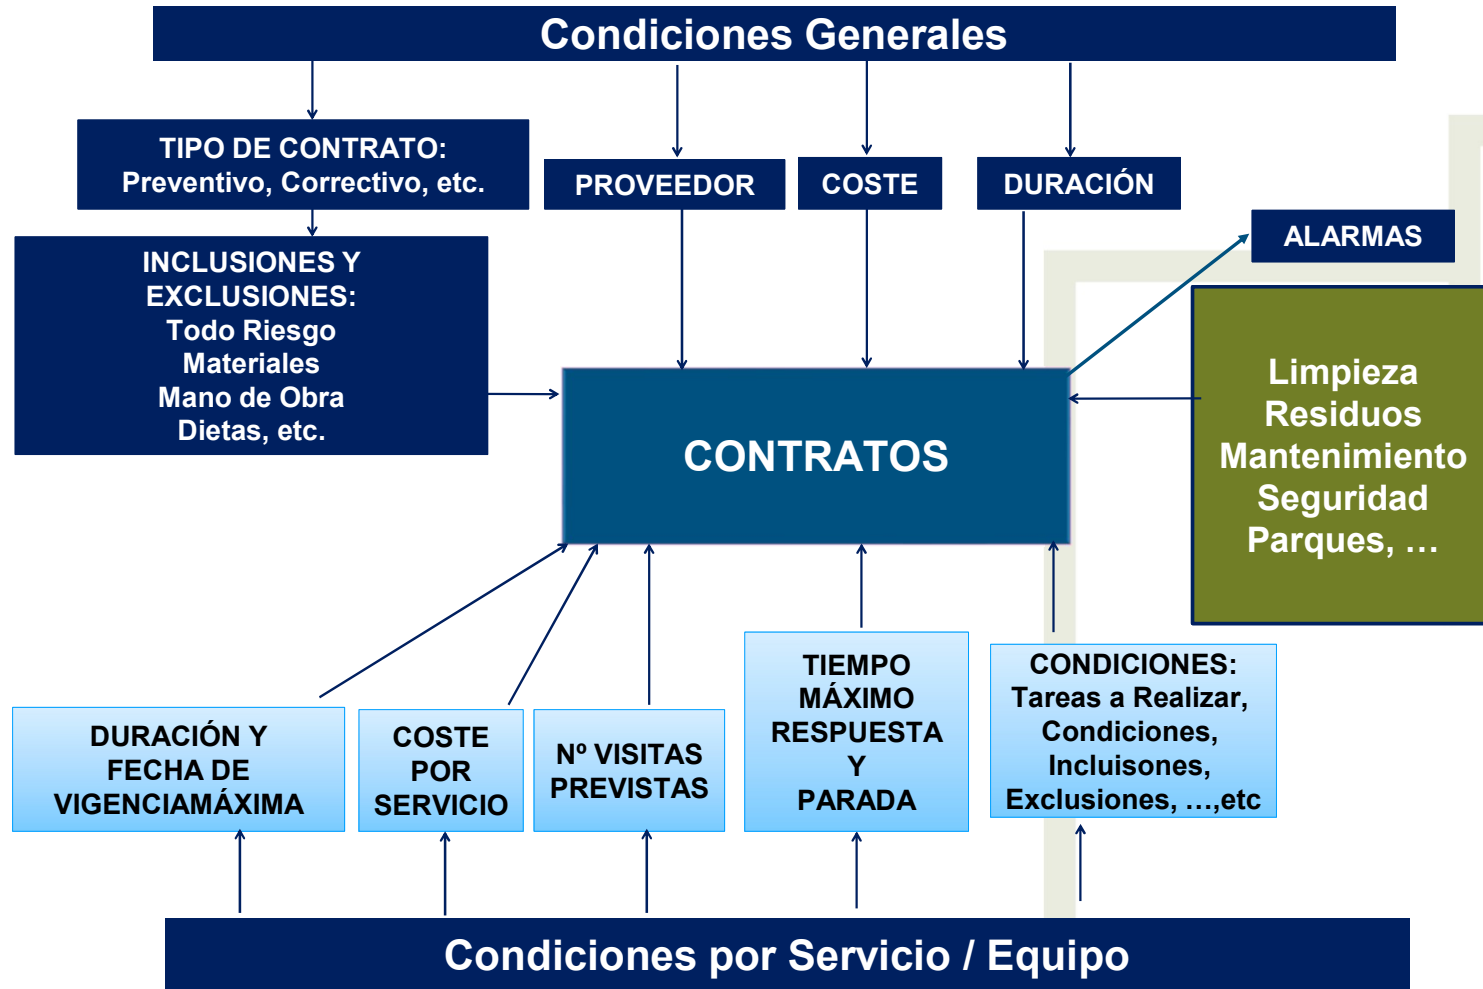 Condiciones Generales
TIPO DE CONTRATO:
Preventivo, Correctivo, etc.
PROVEEDOR
COSTE
DURACIÓN
ALARMAS
INCLUSIONES Y
EXCLUSIONES:
Todo Riesgo
Materiales
Mano de Obra
Dietas, etc.
CONTRATOS
Limpieza
Residuos
Mantenimiento
Seguridad
Parques, …
DURACIÓN Y
FECHA DE
VIGENCIAMÁXIMA
COSTE
POR
SERVICIO
Nº VISITAS
PREVISTAS
TIEMPO
MÁXIMO
RESPUESTA
Y
PARADA
CONDICIONES:
Tareas a Realizar,
Condiciones,
Incluisones,
Exclusiones, …,etc
Condiciones por Servicio / Equipo